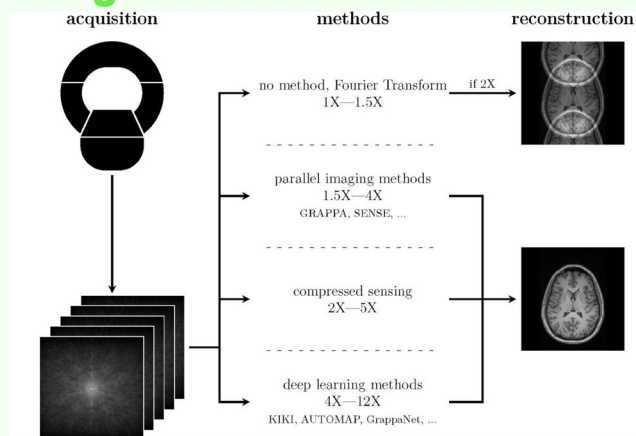 acquisition
methods
reconstruction
no method, Fourier Transform
1X—1.5X
if 2X
parallel imaging methods
1.5X—4X
GRAPPA, SENSE, ...
compressed sensing
2X—5X
deep learning methods
4X—12X
KIKI, AUTOMAP, GrappaNet, ...